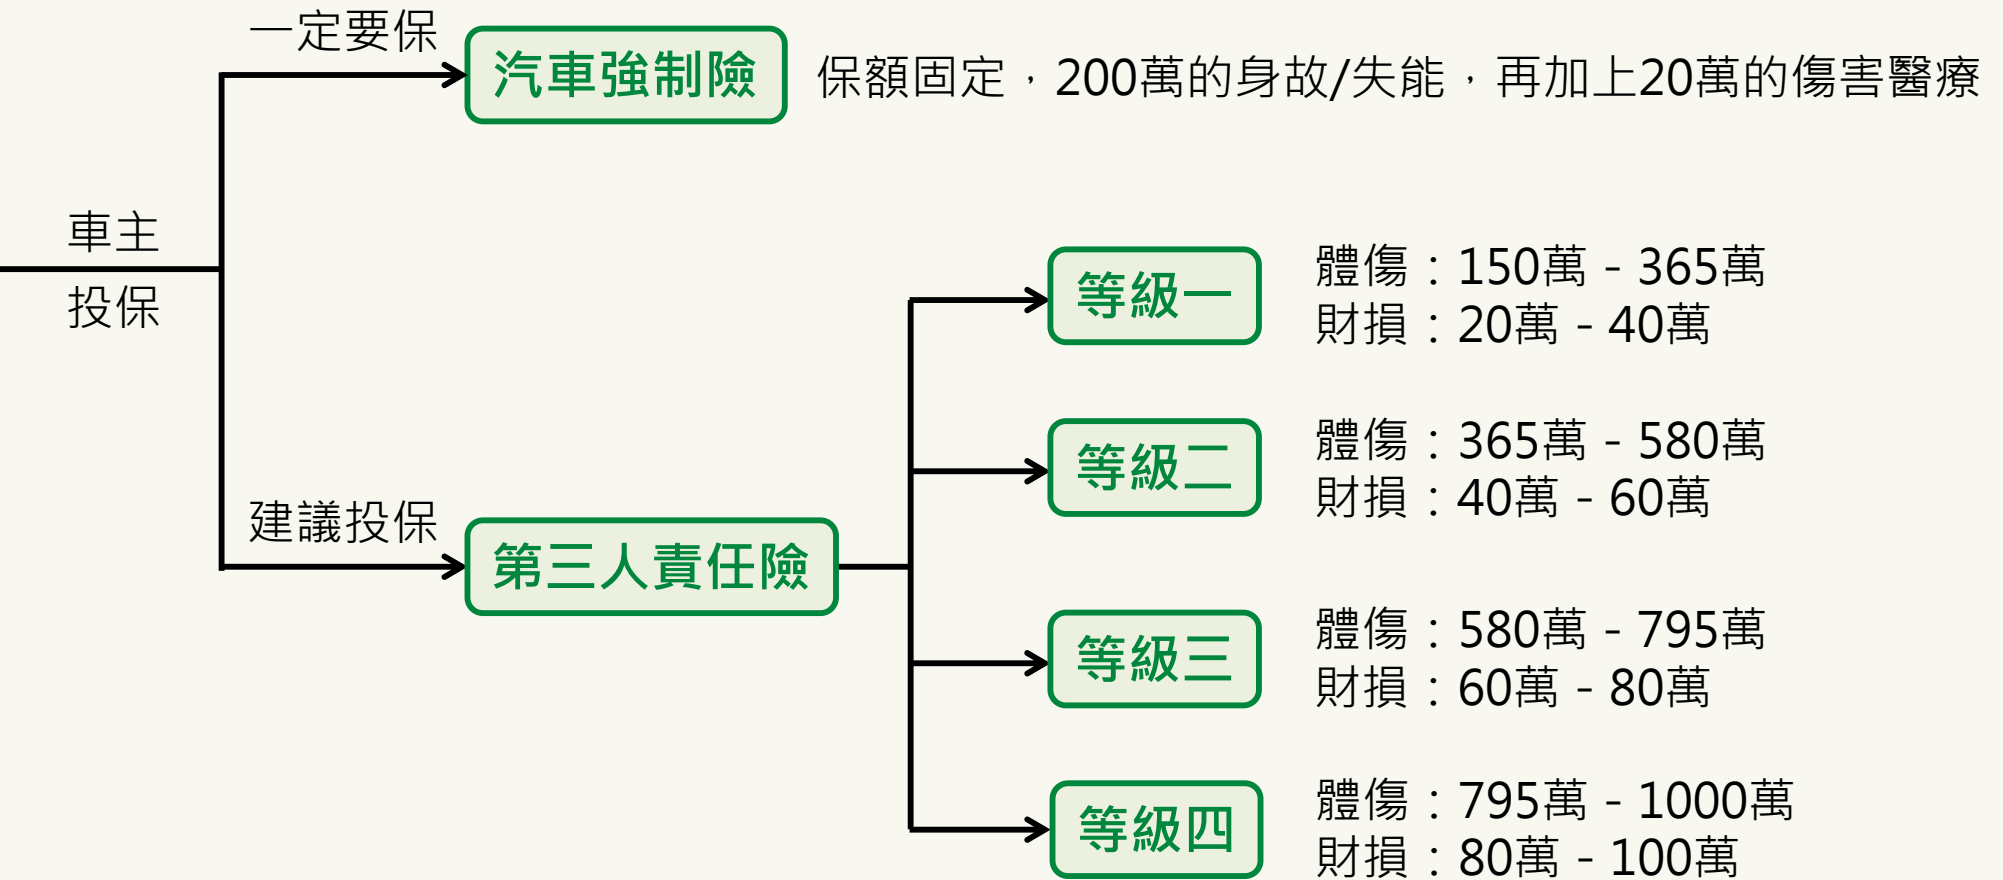 一定要保
汽車強制險
保額固定，200萬的身故/失能，再加上20萬的傷害醫療
車主
投保
建議投保
第三人責任險
等級一
體傷：150萬 - 365萬
財損：20萬 - 40萬
等級二
體傷：365萬 - 580萬
財損：40萬 - 60萬
等級三
體傷：580萬 - 795萬
財損：60萬 - 80萬
等級四
體傷：795萬 - 1000萬
財損：80萬 - 100萬